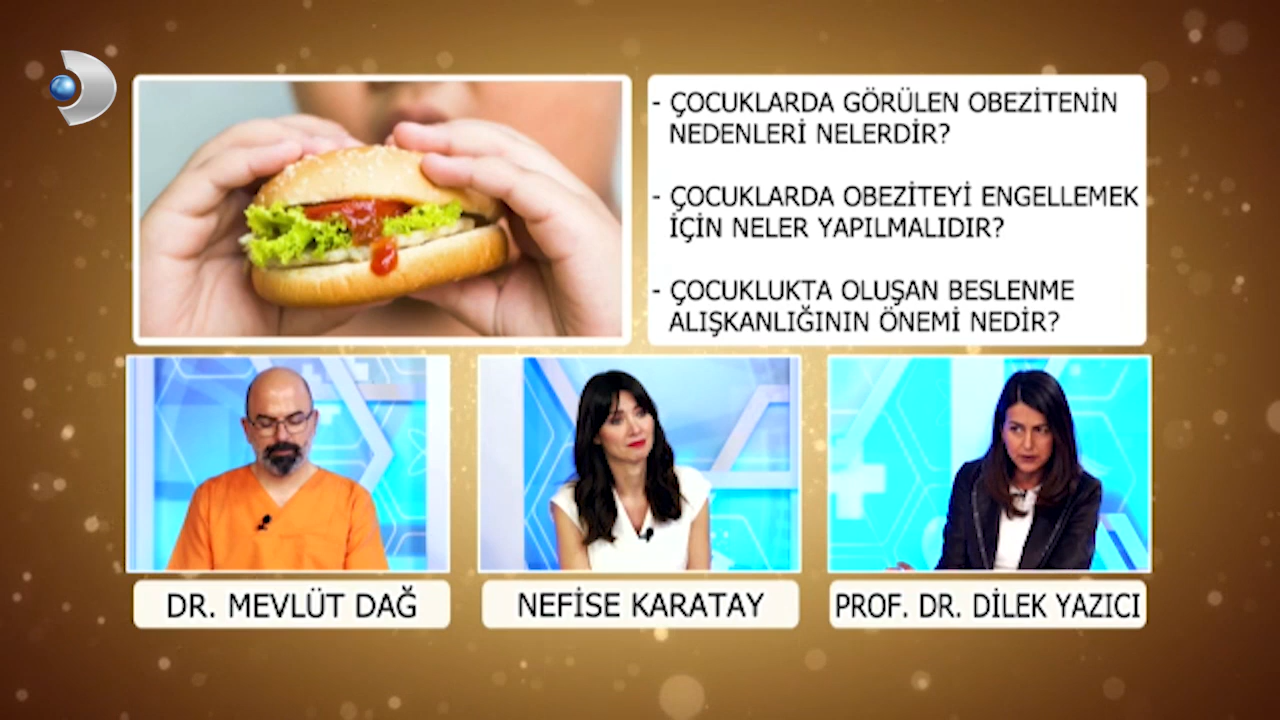 - ÇOCUKLARDA GÖRÜLEN OBEZİTENİN
NEDENLERİ NELERDİR?
- ÇOCUKLARDA OBEZİTEYİ ENGELLEMEK
İÇİN NELER YAPILMALIDIR?
- ÇOCUKLUKTA OLUŞAN BESLENME
ALIŞKANLIĞININ ÖNEMİ NEDİR?
DR. MEVLÜT DAĞ
NEFİSE KARATAY
PROF. DR. DİLEK YAZICI